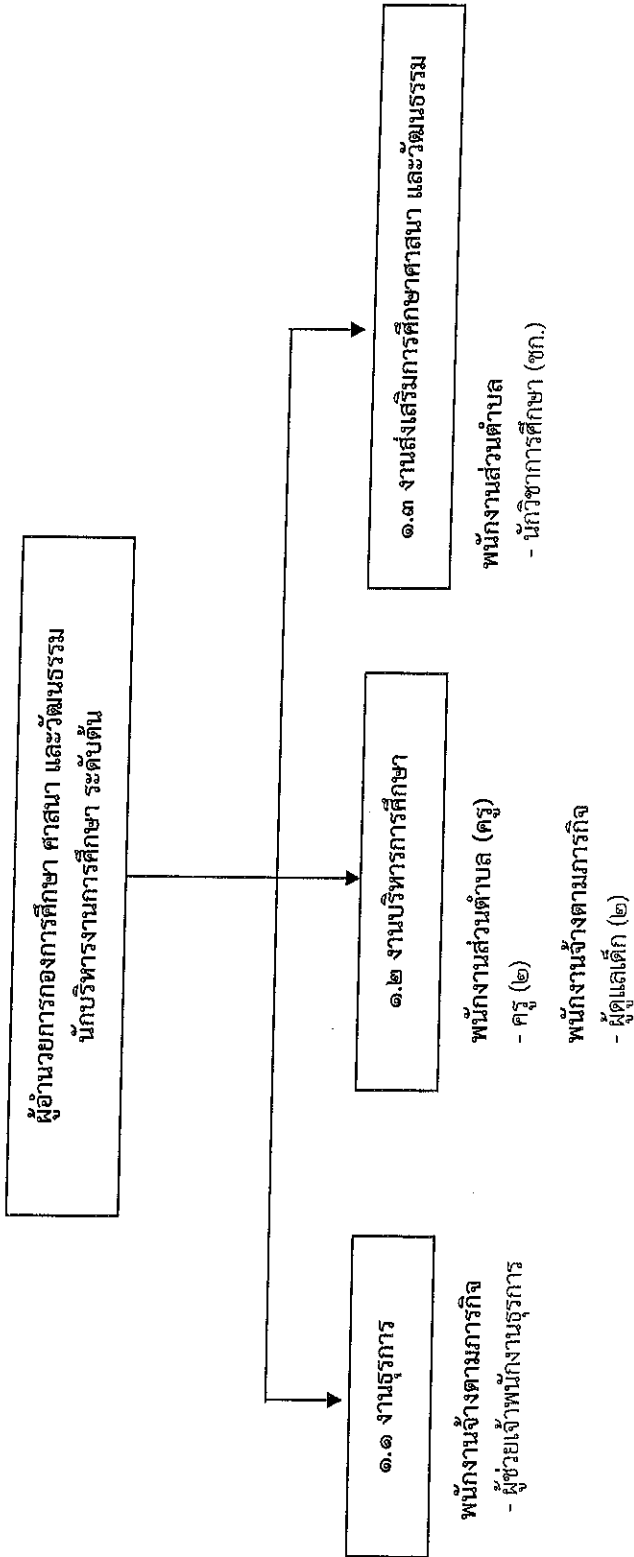 ผู้อำนวยการกองการศึกษา ศาสนา และวัฒนธรรม
นักบริหารงานการศึกษา ระดับต้น
๑.๑ งานธุรการ
พนักงานจ้างตามภารกิจ
- ผู้ช่วยเจ้าพนักงานธุรการ
๑.๒ งานบริหารการศึกษา
พนักงานส่วนตำบล (ครู)
- ครู (๒)
พนักงานจ้างตามภารกิจ
- ผู้ดูแลเด็ก (๒)
๑.๓ งานส่งเสริมการศึกษาศาสนา และวัฒนธรรม
พนักงานส่วนตำบล
- นักวิชาการศึกษา (ชก.)